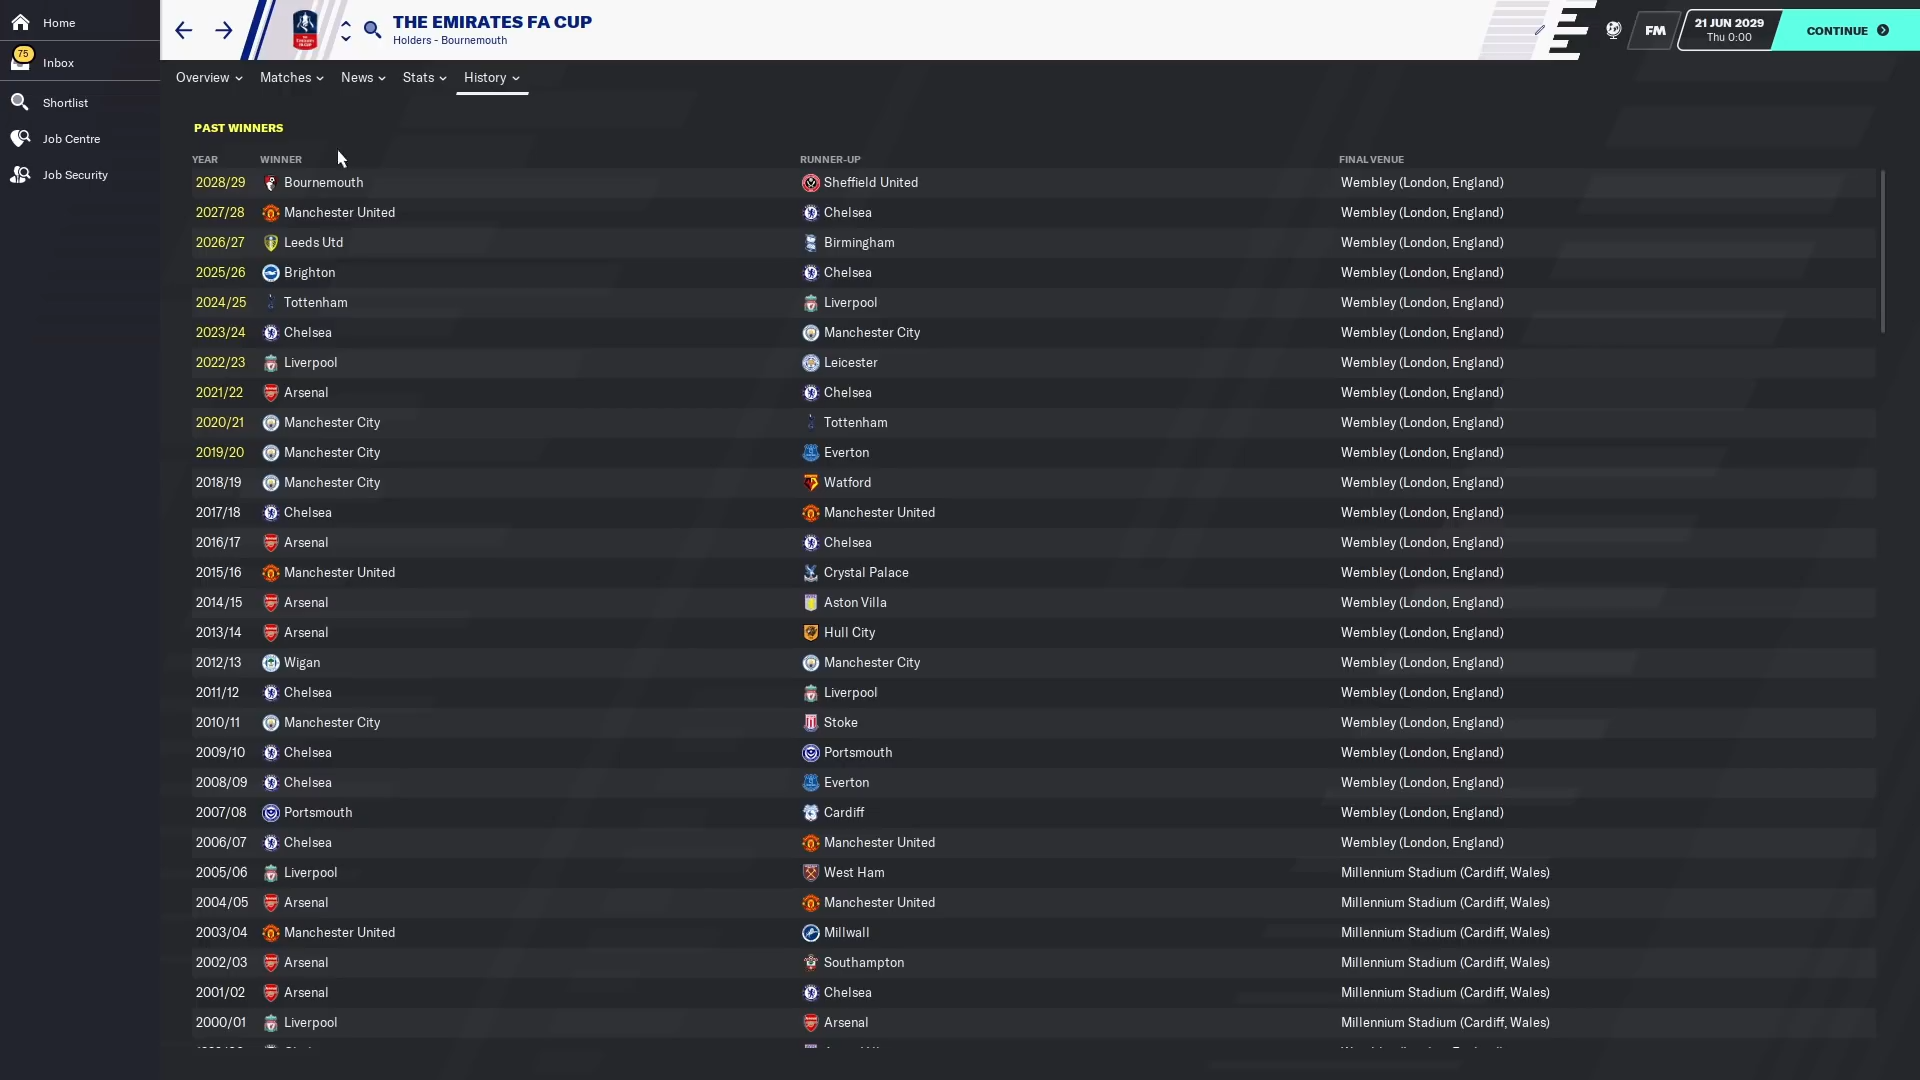 Home
75
Inbox
Shortlist
Job Centre
Job Security
THE EMIRATES FA CUP
Holders - Bournemouth
FM
21 JUN 2029
Thu 0:00
CONTINUE
Overview Matches News Stats History
PAST WINNERS
YEAR WINNER RUNNER-UP FINAL VENUE
2028/29 Bournemouth Sheffield United Wembley (London, England)
2027/28 Manchester United Chelsea Wembley (London, England)
2026/27 Leeds Utd Birmingham Wembley (London, England)
2025/26 Brighton Chelsea Wembley (London, England)
2024/25 Tottenham Liverpool Wembley (London, England)
2023/24 Chelsea Manchester City Wembley (London, England)
2022/23 Liverpool Leicester Wembley (London, England)
2021/22 Arsenal Chelsea Wembley (London, England)
2020/21 Manchester City Tottenham Wembley (London, England)
2019/20 Manchester City Everton Wembley (London, England)
2018/19 Manchester City Watford Wembley (London, England)
2017/18 Chelsea Manchester United Wembley (London, England)
2016/17 Arsenal Chelsea Wembley (London, England)
2015/16 Manchester United Crystal Palace Wembley (London, England)
2014/15 Arsenal Aston Villa Wembley (London, England)
2013/14 Arsenal Hull City Wembley (London, England)
2012/13 Wigan Manchester City Wembley (London, England)
2011/12 Chelsea Liverpool Wembley (London, England)
2010/11 Manchester City Stoke Wembley (London, England)
2009/10 Chelsea Portsmouth Wembley (London, England)
2008/09 Chelsea Everton Wembley (London, England)
2007/08 Portsmouth Cardiff Wembley (London, England)
2006/07 Chelsea Manchester United Wembley (London, England)
2005/06 Liverpool West Ham Millennium Stadium (Cardiff, Wales)
2004/05 Arsenal Manchester United Millennium Stadium (Cardiff, Wales)
2003/04 Manchester United Millwall Millennium Stadium (Cardiff, Wales)
2002/03 Arsenal Southampton Millennium Stadium (Cardiff, Wales)
2001/02 Arsenal Chelsea Millennium Stadium (Cardiff, Wales)
2000/01 Liverpool Arsenal Millennium Stadium (Cardiff, Wales)